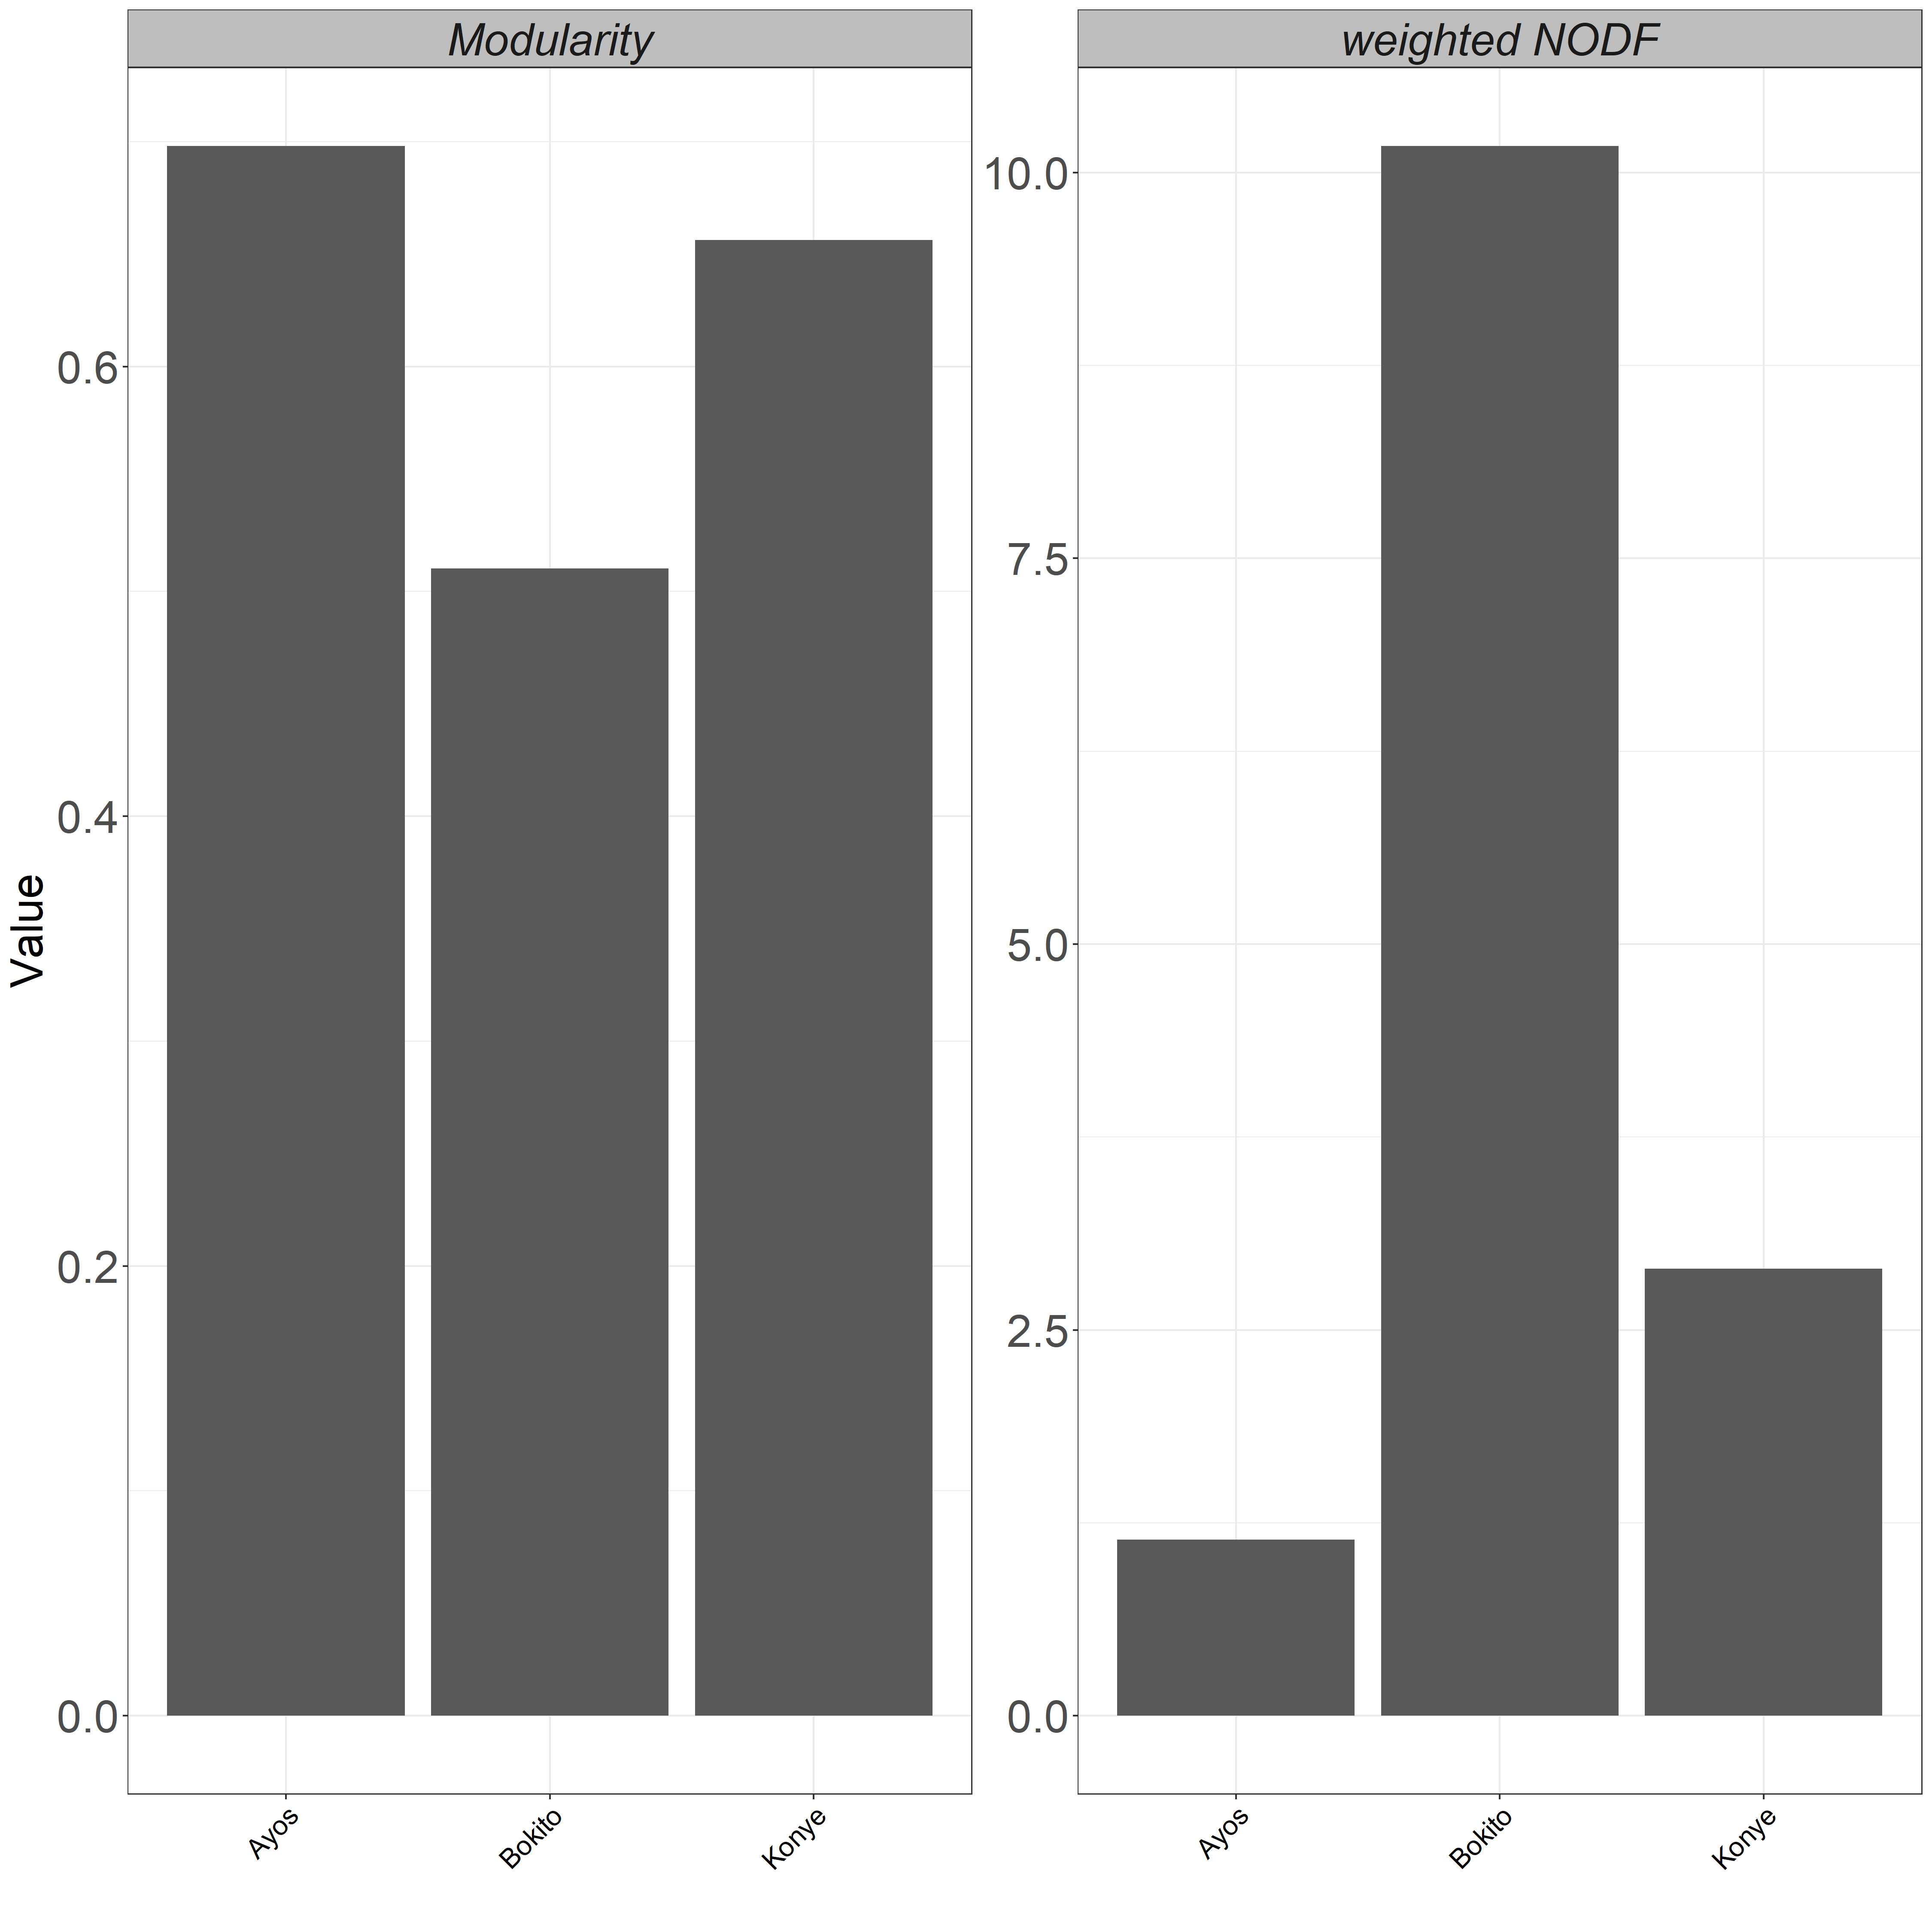 Modularity
weighted NODF
Value
0.6
0.4
0.2
0.0
10.0
7.5
5.0
2.5
0.0
Ayos
Bokito
Konye
Ayos
Bokito
Konye